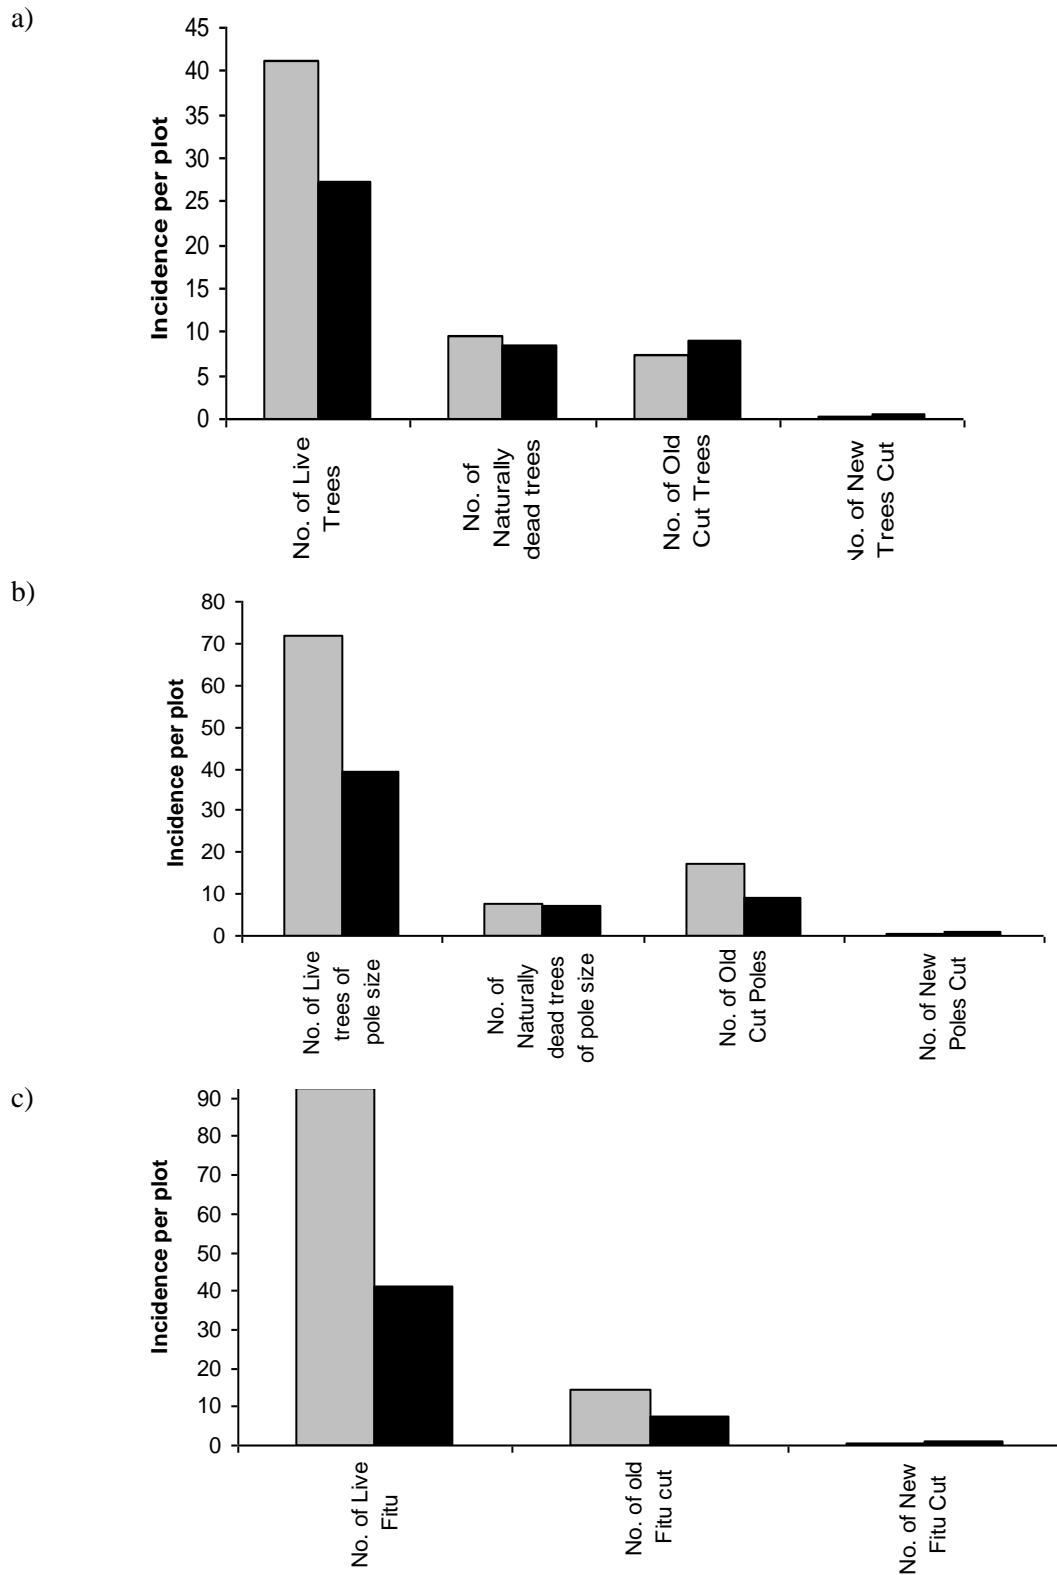 a)
45
40
35
30
25
20
15
10
5
0
Incidence per plot
No. of Live
Trees
No. of
Naturally
dead trees
No. of Old
Cut Trees
No. of New
Trees Cut
b)
80
70
60
50
40
30
20
10
0
Incidence per plot
No. of Live
trees of
pole size
No. of
Naturally
dead trees
of pole size
No. of Old
Cut Poles
No. of New
Poles Cut
c)
90
80
70
60
50
40
30
20
10
0
Incidence per plot
No. of Live
Fitu
No. of old
Fitu cut
No. of New
Fitu Cut